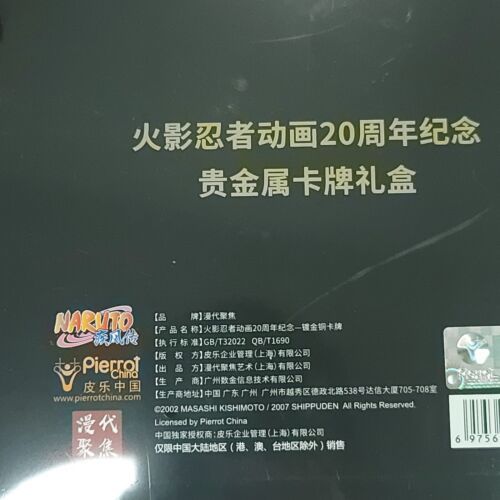 火影忍者动画20周年纪念
贵金属卡牌礼盒
NARUTO
疾风传
Pierrot
China
皮乐中国
pierrotchina.com
漫代
聚焦
[品 牌]漫代聚焦
[产 品 名 称]火影忍者动画20周年纪念—镀金铜卡牌
[执 行 标 准]GB/T32022 QB/T1690
[版 权 方]皮乐企业管理(上海)有限公司
[出 品 方]漫代聚焦艺术(上海)有限公司
[生 产 商]广州数金信息技术有限公司
[生产商地址]中国 广东 广州 广州市越秀区德政北路538号达信大厦705-708室
©2002 MASASHI KISHIMOTO / 2007 SHIPPUDEN All Rights Reserved.
Licensed by Pierrot China
中国独家授权商:皮乐企业管理(上海)有限公司
仅限中国大陆地区(港、澳、台地区除外)销售
6 9756